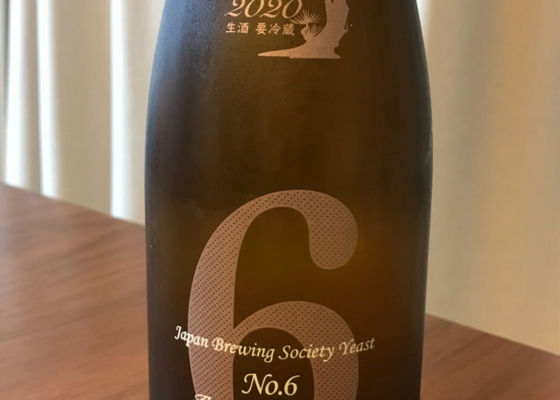 2020
生酒 要冷蔵
6
Japan Brewing Society Yeast
No.6